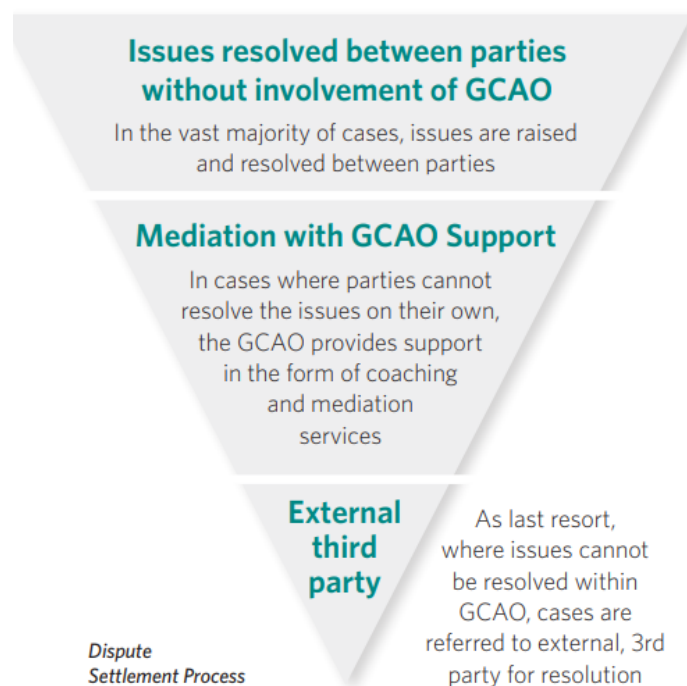 Issues resolved between parties
without involvement of GCAO
In the vast majority of cases, issues are raised
and resolved between parties
Mediation with GCAO Support
In cases where parties cannot
resolve the issues on their own,
the GCAO provides support
in the form of coaching
and mediation
services
External
third
party
As last resort,
where issues cannot
be resolved within
GCAO, cases are
referred to external, 3rd
party for resolution
Dispute
Settlement Process